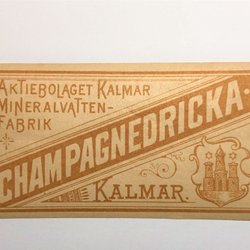 AKTIEBOLAGET KALMAR
MINERALVATTEN-
FABRIK
CHAMPAGNEDRICKA.
KALMAR.